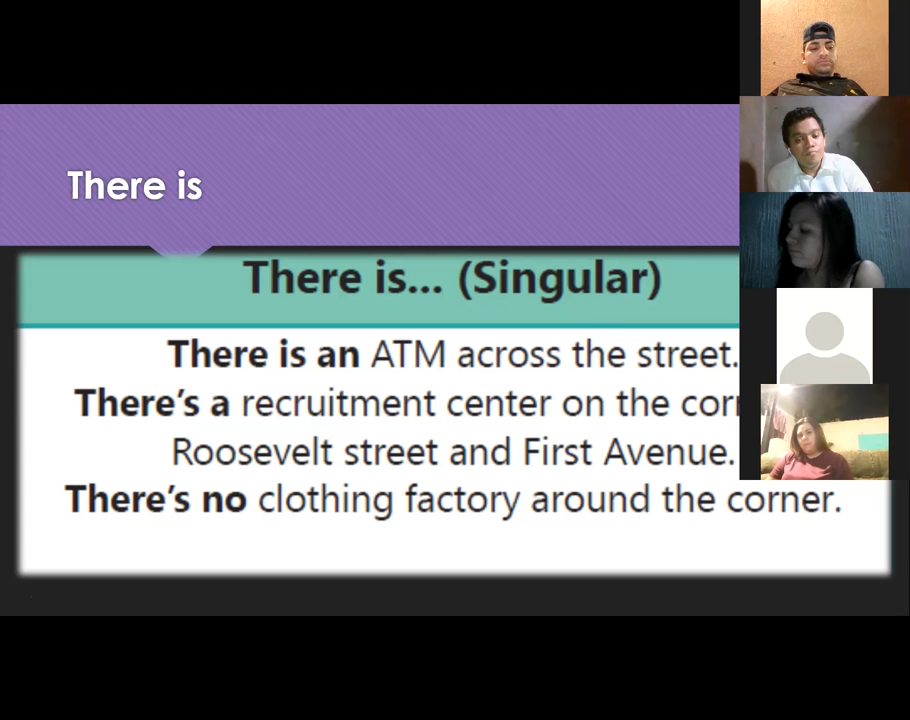 There is
There is... (Singular)
There is an ATM across the street.
There's a recruitment center on the
Roosevelt street and First Avenue.
There's no clothing factory around the corner.